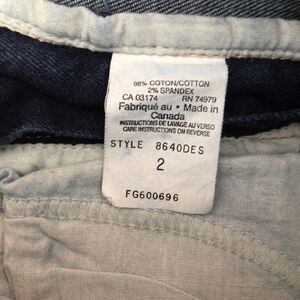 98% COTON/COTTON
2% SPANDEX
CA 03174 RN 74979
Fabriqué au • Made in
Canada
INSTRUCTIONS DE LAVAGE AU VERSO
CARE INSTRUCTIONS ON REVERSE
STYLE 8640DES
2
FG600696